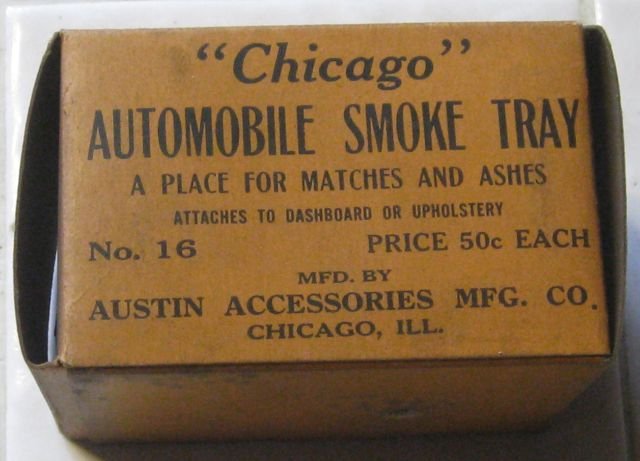 "Chicago"
AUTOMOBILE SMOKE TRAY
A PLACE FOR MATCHES AND ASHES
ATTACHES TO DASHBOARD OR UPHOLSTERY
No. 16 PRICE 50c EACH
MFD. BY
AUSTIN ACCESSORIES MFG. CO.
CHICAGO, ILL.